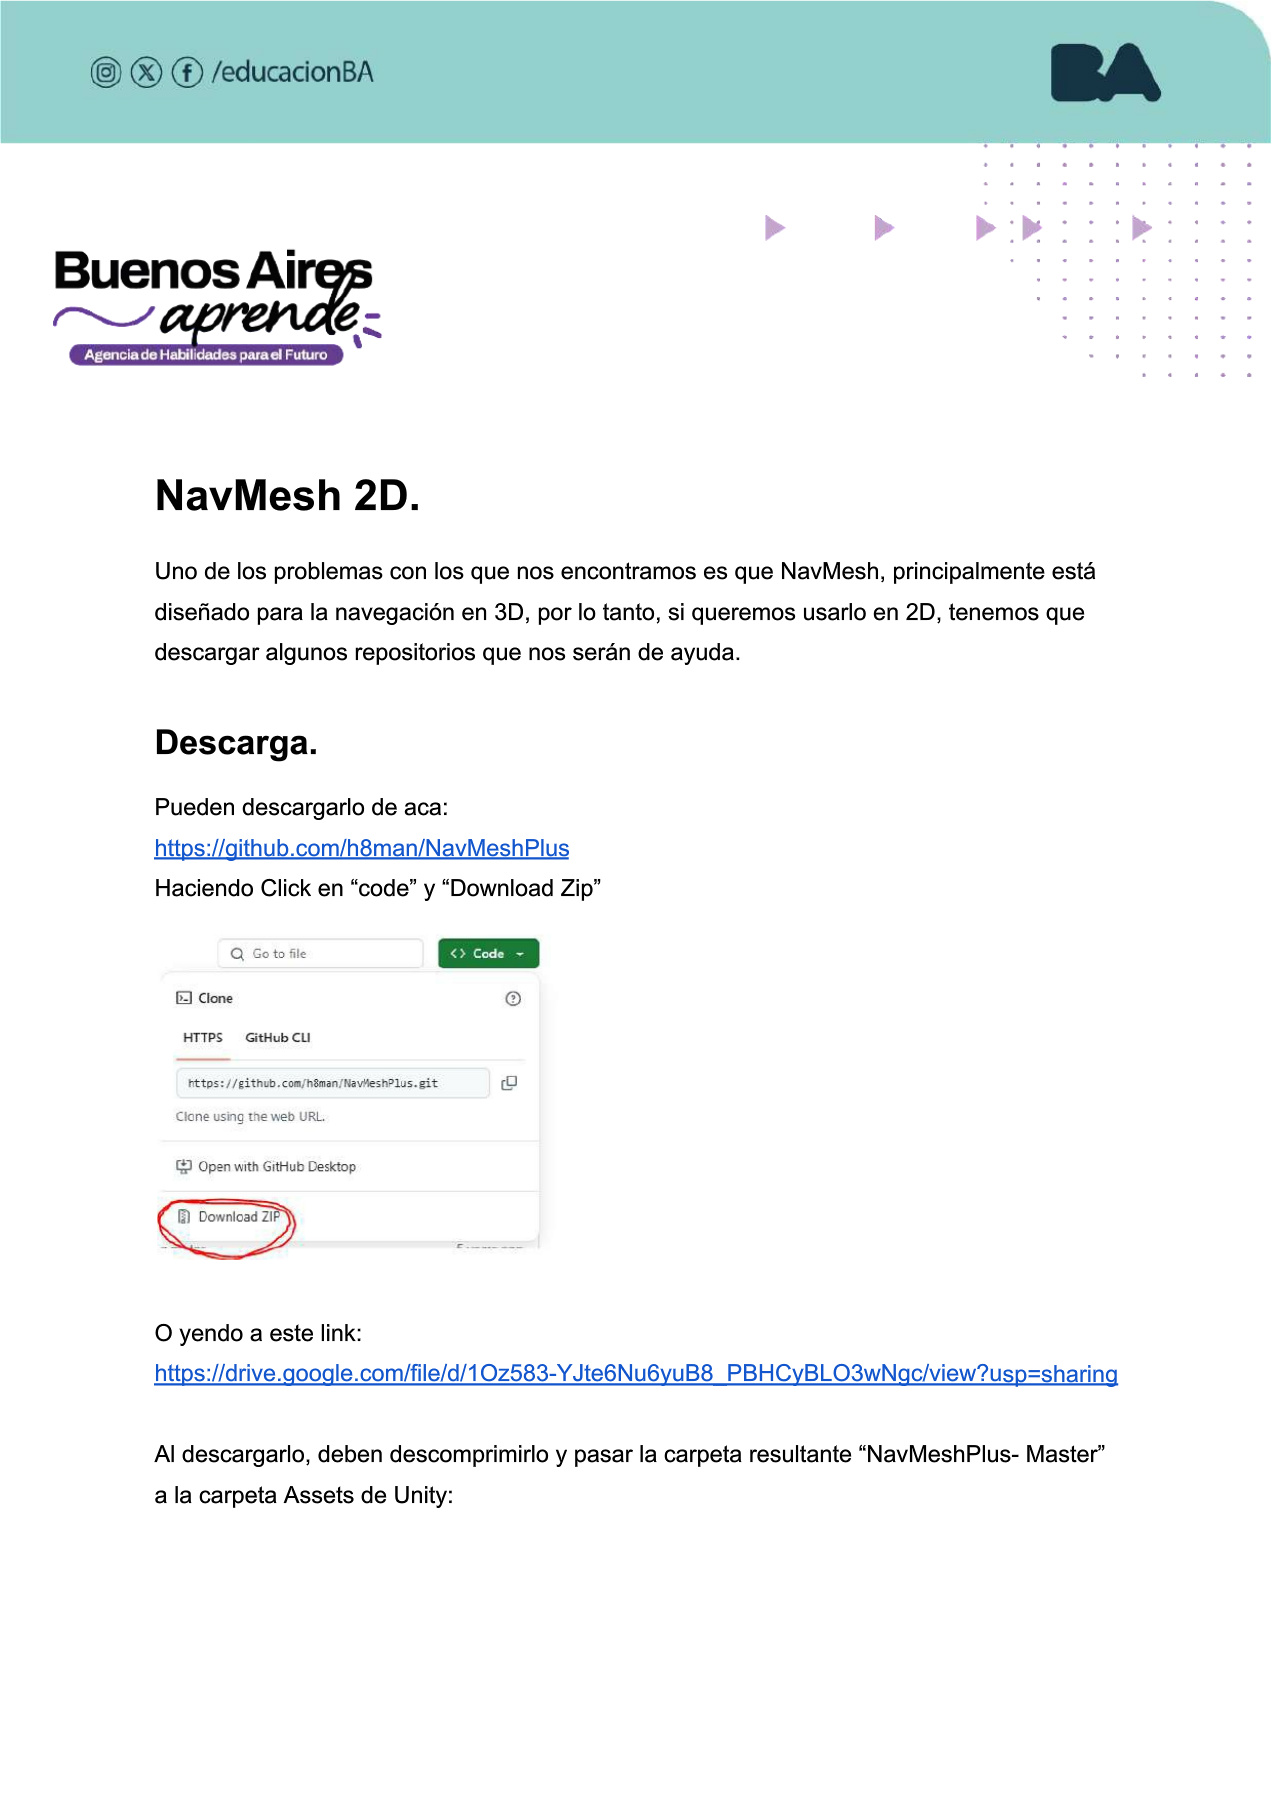 /educacionBA
BA
Buenos Aires
aprende
Agencia de Habilidades para el Futuro
NavMesh 2D.
Uno de los problemas con los que nos encontramos es que NavMesh, principalmente está
diseñado para la navegación en 3D, por lo tanto, si queremos usarlo en 2D, tenemos que
descargar algunos repositorios que nos serán de ayuda.
Descarga.
Pueden descargarlo de aca:
https://github.com/h8man/NavMeshPlus
Haciendo Click en “code” y “Download Zip”
Go to file
Code
Clone
HTTPS GitHub CLI
https://github.com/h8man/NavMeshPlus.git
Clone using the web URL.
Open with GitHub Desktop
Download ZIP
O yendo a este link:
https://drive.google.com/file/d/1Oz583-YJte6Nu6yuB8_PBHCyBLO3wNgc/view?usp=sharing
Al descargarlo, deben descomprimirlo y pasar la carpeta resultante “NavMeshPlus- Master”
a la carpeta Assets de Unity: